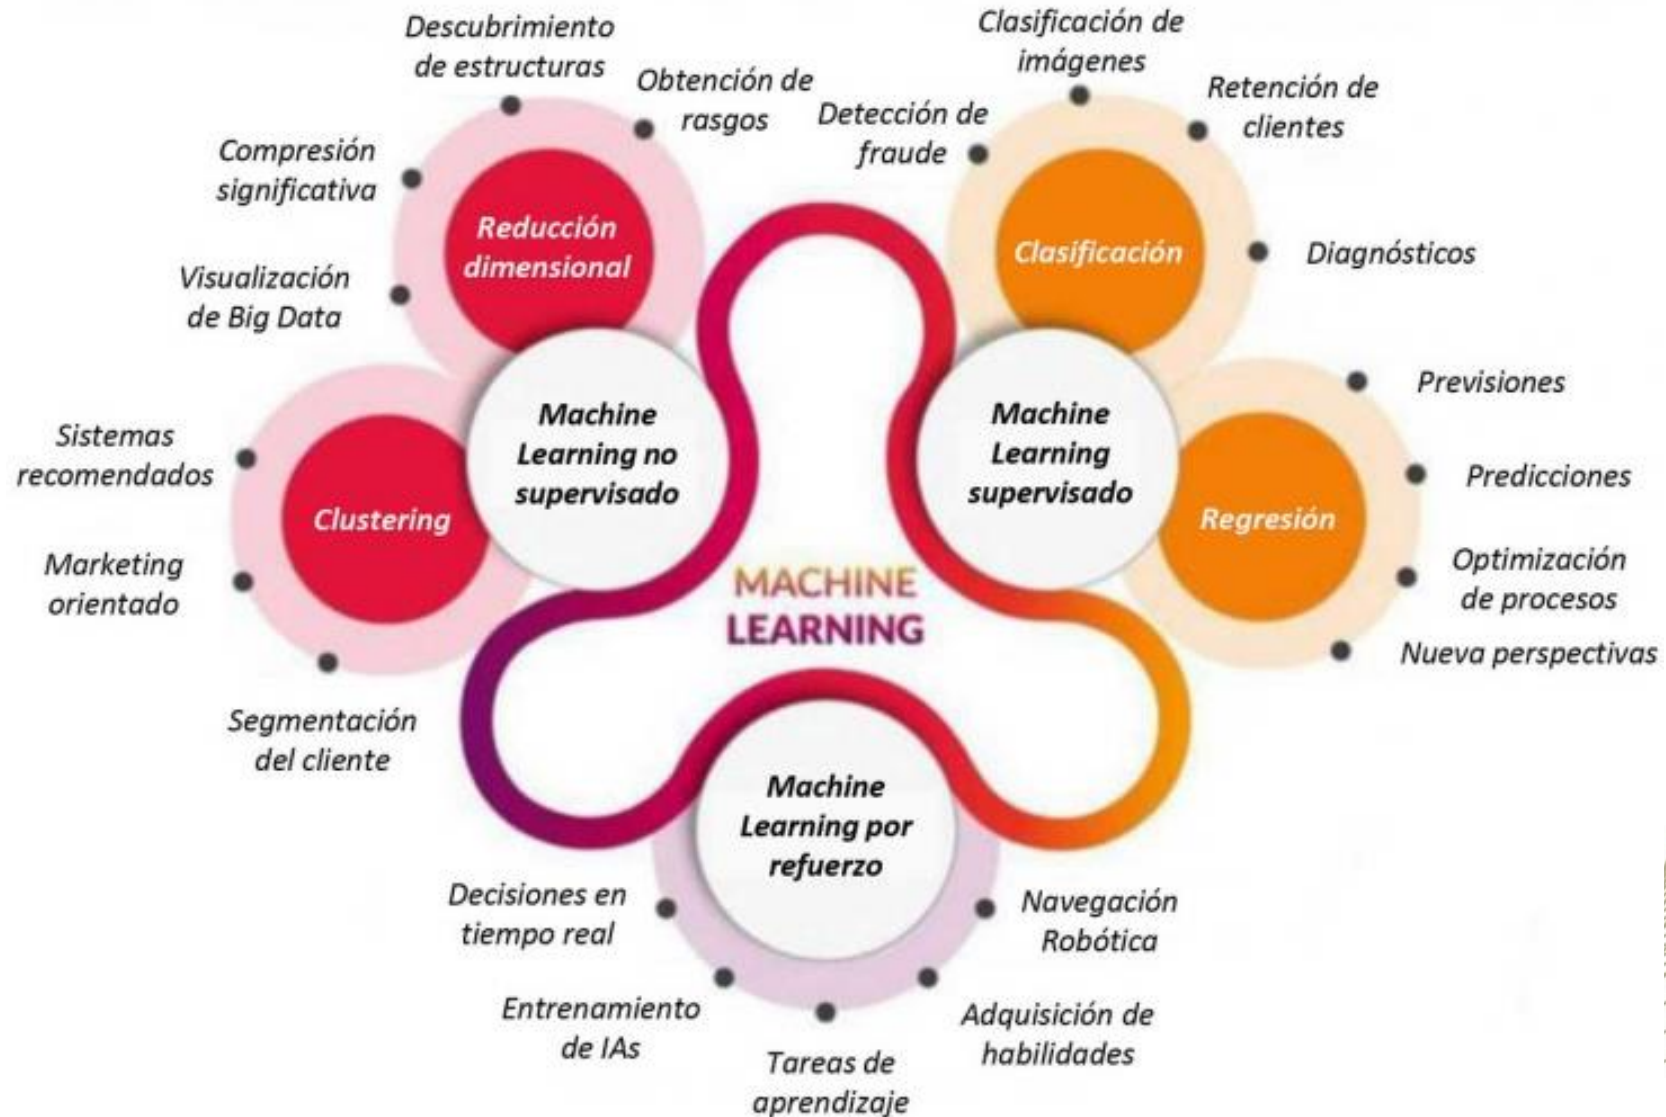 Descubrimiento
de estructuras
Obtención de
rasgos
Compresión
significativa
Visualización
de Big Data
Reducción
dimensional
Sistemas
recomendados
Marketing
orientado
Segmentación
del cliente
Clustering
Machine
Learning no
supervisado
Clasificación de
imágenes
Retención de
clientes
Detección de
fraude
Diagnósticos
Clasificación
Machine
Learning
supervisado
Previsiones
Predicciones
Optimización
de procesos
Nueva perspectivas
Regresión
MACHINE
LEARNING
Machine
Learning por
refuerzo
Decisiones en
tiempo real
Entrenamiento
de IAs
Tareas de
aprendizaje
Adquisición de
habilidades
Navegación
Robótica